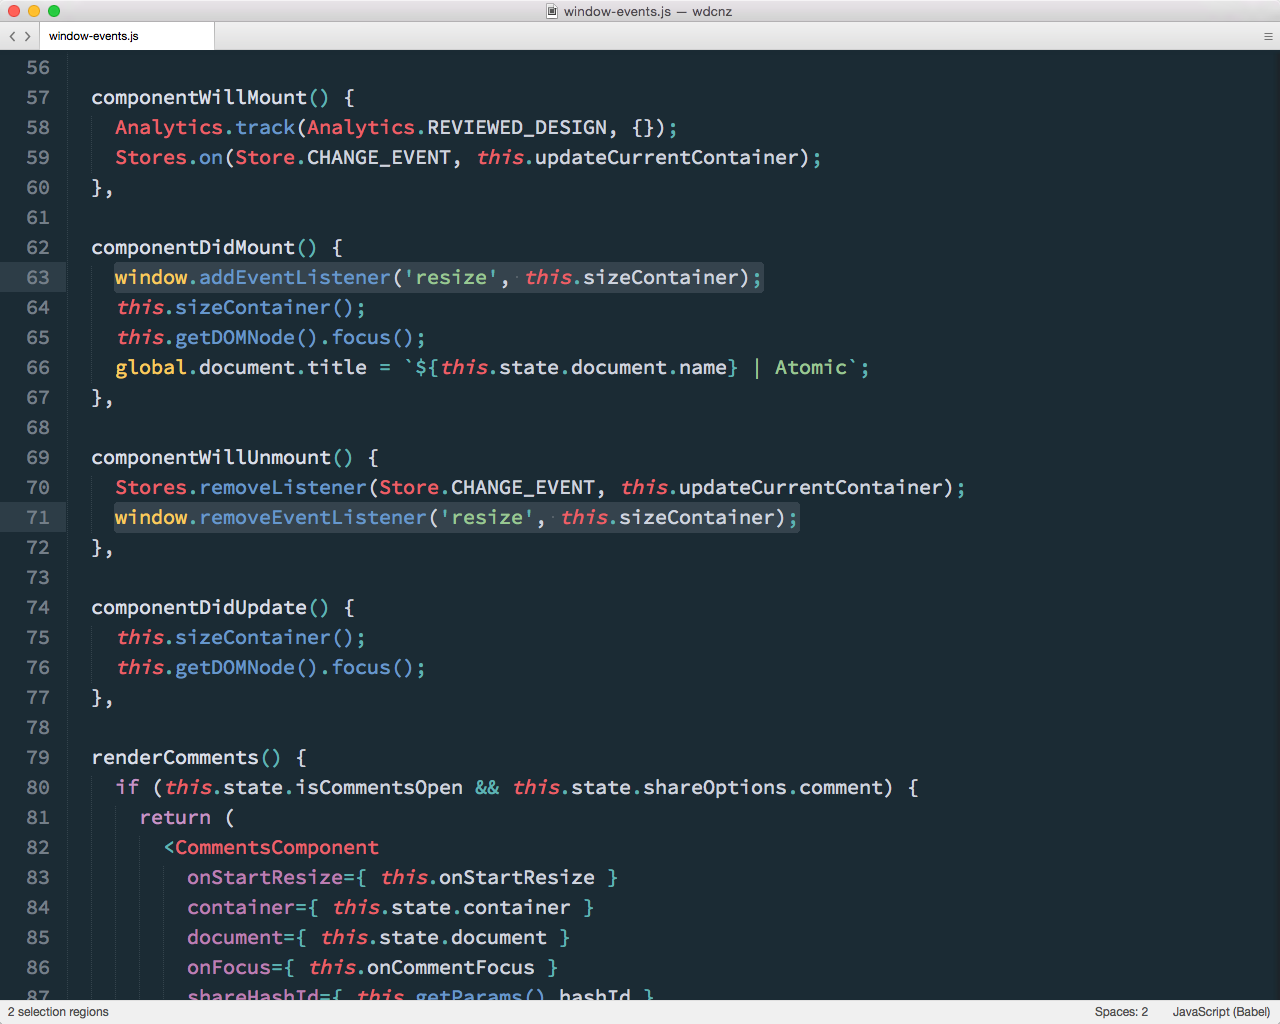 window-events.js — wdcnz
window-events.js
56
57 componentWillMount() {
58 Analytics.track(Analytics.REVIEWED_DESIGN, {});
59 Stores.on(Store.CHANGE_EVENT, this.updateCurrentContainer);
60 },
61
62 componentDidMount() {
63 window.addEventListener('resize', this.sizeContainer);
64 this.sizeContainer();
65 this.getDOMNode().focus();
66 global.document.title = `${this.state.document.name} | Atomic`;
67 },
68
69 componentWillUnmount() {
70 Stores.removeListener(Store.CHANGE_EVENT, this.updateCurrentContainer);
71 window.removeEventListener('resize', this.sizeContainer);
72 },
73
74 componentDidUpdate() {
75 this.sizeContainer();
76 this.getDOMNode().focus();
77 },
78
79 renderComments() {
80 if (this.state.isCommentsOpen && this.state.shareOptions.comment) {
81 return (
82 <CommentsComponent
83 onStartResize={ this.onStartResize }
84 container={ this.state.container }
85 document={ this.state.document }
86 onFocus={ this.onCommentFocus }
87 shareHashId={ this.getParams().hashId }
2 selection regions
Spaces: 2
JavaScript (Babel)